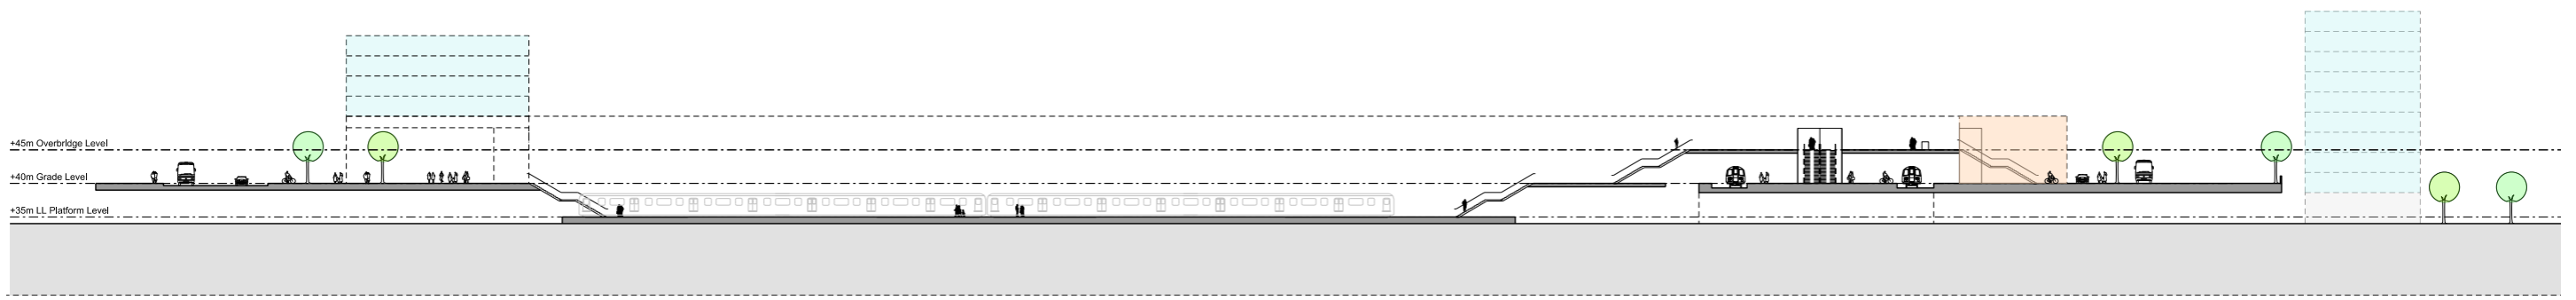 +45m Overbridge Level
+40m Grade Level
+35m LL Platform Level